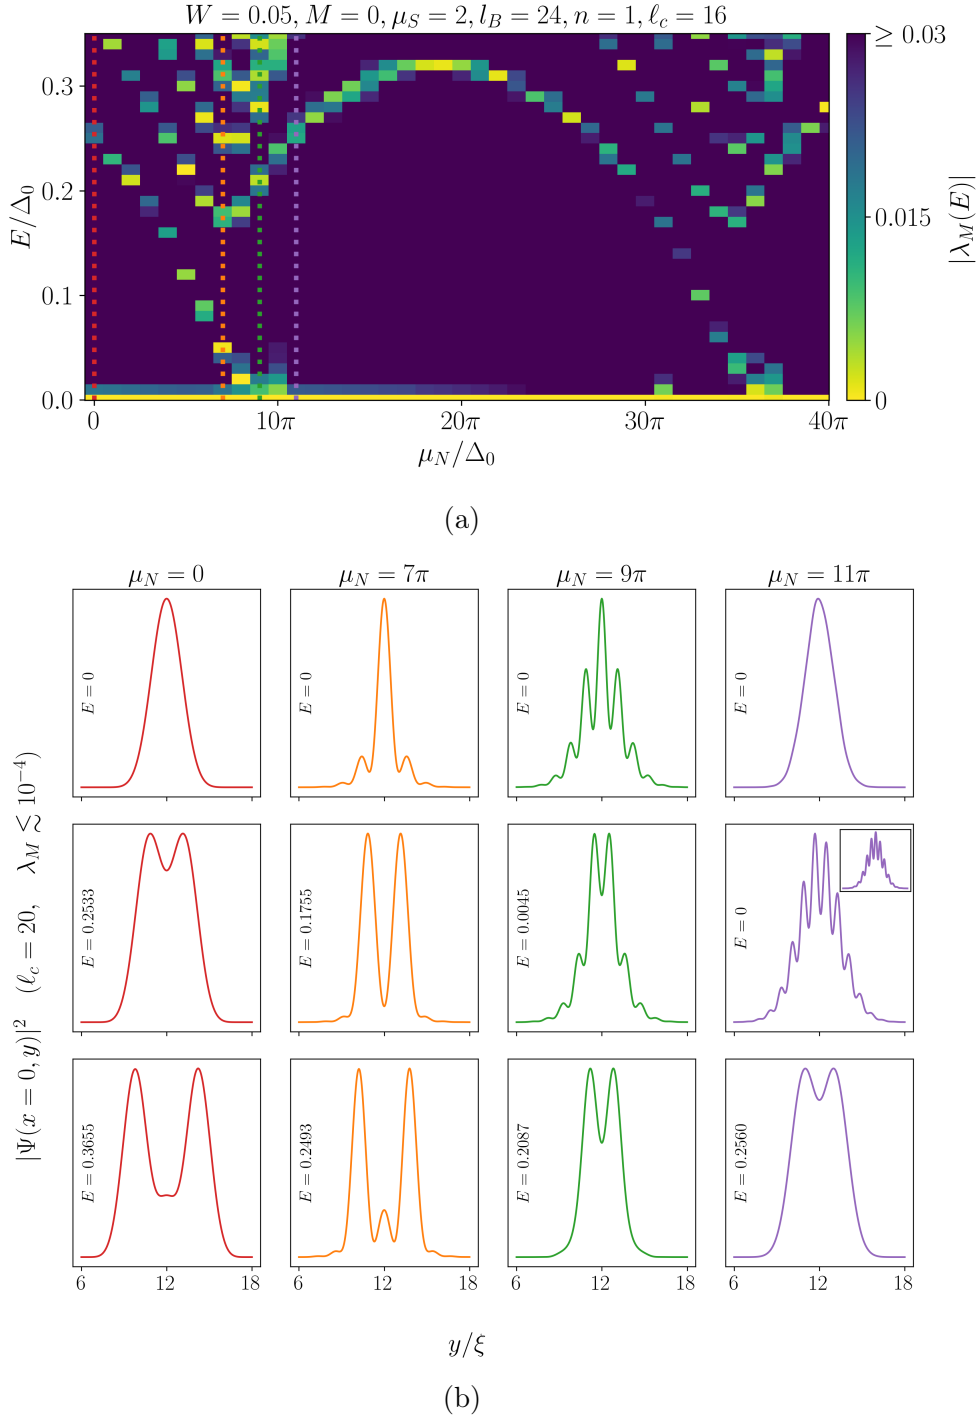 W = 0.05, M = 0, μ_S = 2, l_B = 24, n = 1, ℓ_c = 16
≥ 0.03
0.015
0
|λ_M(E)|
0.3
0.2
0.1
0.0
E/Δ_0
0 10π 20π 30π 40π
μ_N/Δ_0
(a)
μ_N = 0 μ_N = 7π μ_N = 9π μ_N = 11π
E = 0 E = 0 E = 0 E = 0
E = 0.2533 E = 0.1755 E = 0.0045 E = 0
E = 0.3655 E = 0.2493 E = 0.2087 E = 0.2560
|Ψ(x = 0, y)|² (ℓ_c = 20, λ_M ≲ 10⁻⁴)
6 12 18 6 12 18 6 12 18 6 12 18
y/ξ
(b)